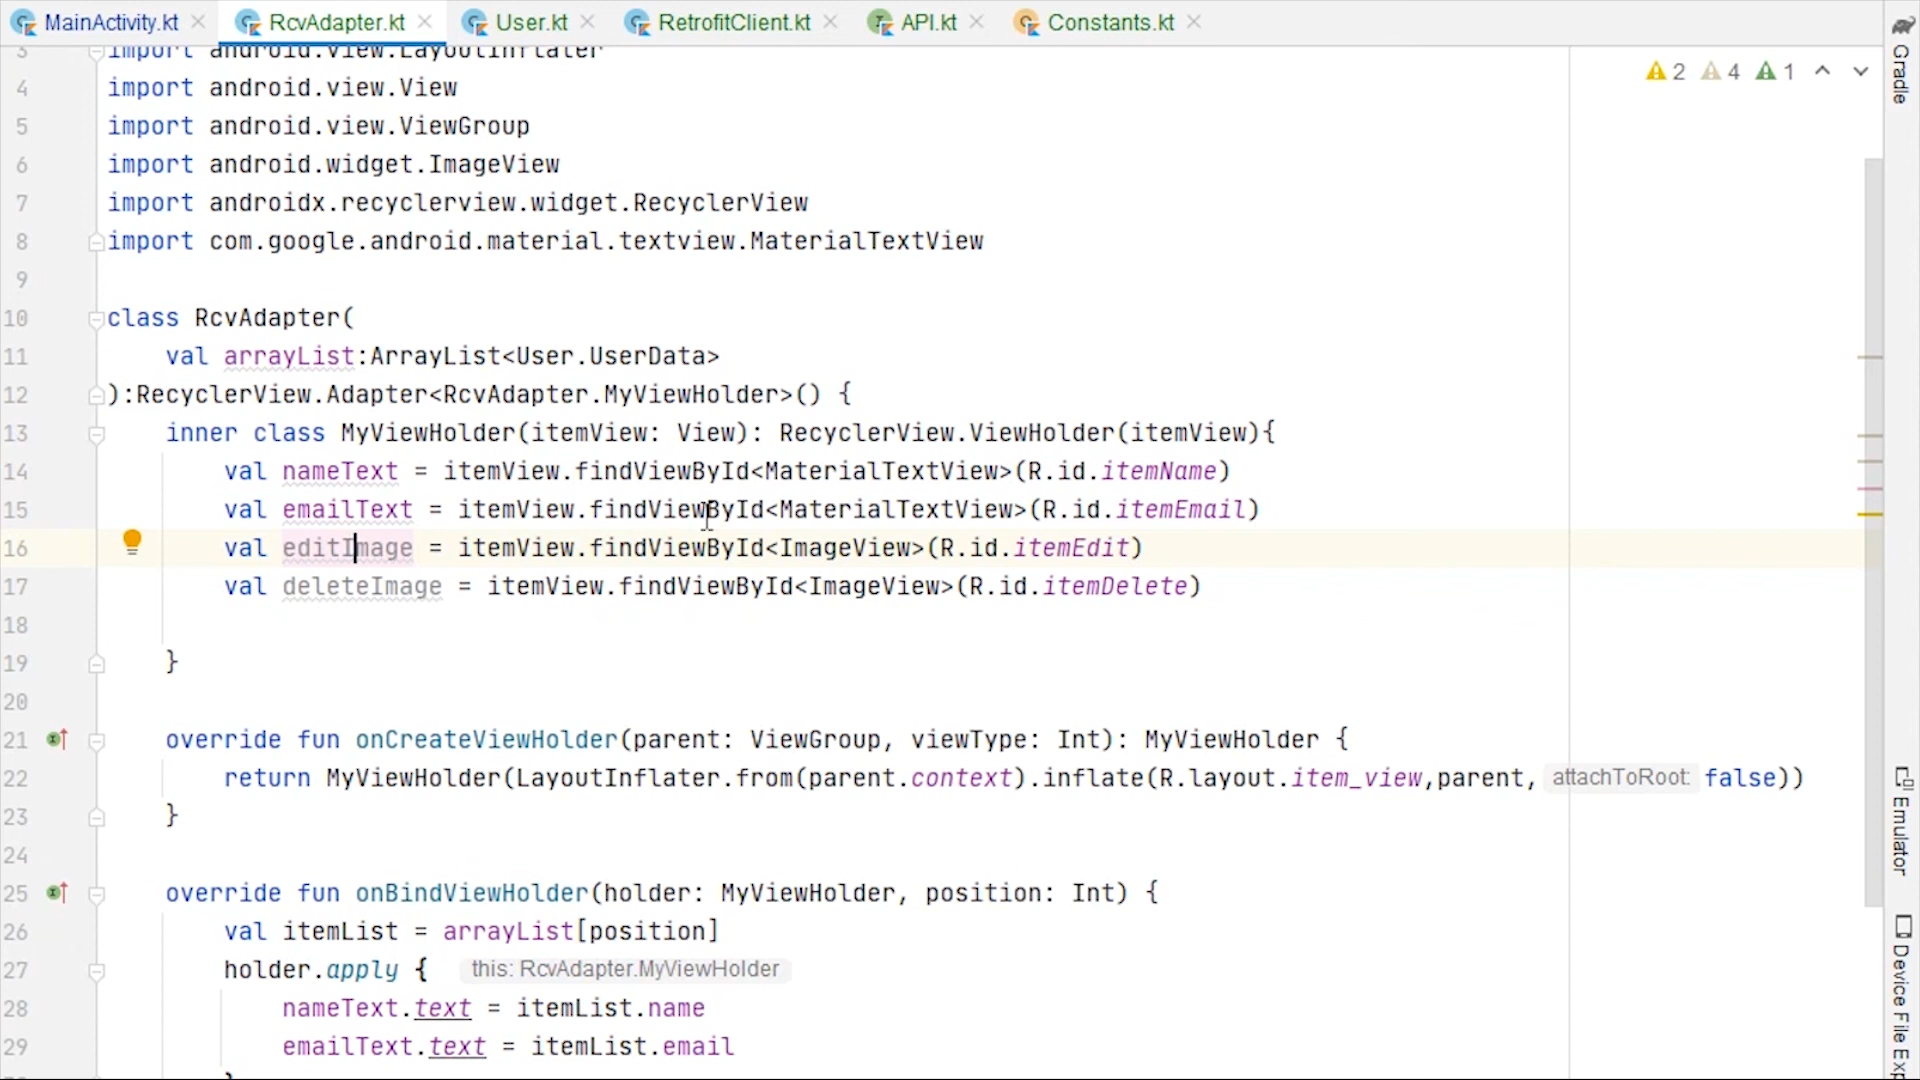 MainActivity.kt RcvAdapter.kt User.kt RetrofitClient.kt API.kt Constants.kt
3 import android.view.LayoutInflater
4 import android.view.View
5 import android.view.ViewGroup
6 import android.widget.ImageView
7 import androidx.recyclerview.widget.RecyclerView
8 import com.google.android.material.textview.MaterialTextView
9
10 class RcvAdapter(
11 val arrayList:ArrayList<User.UserData>
12 ):RecyclerView.Adapter<RcvAdapter.MyViewHolder>() {
13 inner class MyViewHolder(itemView: View): RecyclerView.ViewHolder(itemView){
14 val nameText = itemView.findViewById<MaterialTextView>(R.id.itemName)
15 val emailText = itemView.findViewById<MaterialTextView>(R.id.itemEmail)
16 val editImage = itemView.findViewById<ImageView>(R.id.itemEdit)
17 val deleteImage = itemView.findViewById<ImageView>(R.id.itemDelete)
18
19 }
20
21 override fun onCreateViewHolder(parent: ViewGroup, viewType: Int): MyViewHolder {
22 return MyViewHolder(LayoutInflater.from(parent.context).inflate(R.layout.item_view,parent, attachToRoot: false))
23 }
24
25 override fun onBindViewHolder(holder: MyViewHolder, position: Int) {
26 val itemList = arrayList[position]
27 holder.apply { this: RcvAdapter.MyViewHolder
28 nameText.text = itemList.name
29 emailText.text = itemList.email
2 4 1
Gradle
Emulator
Device File Exp